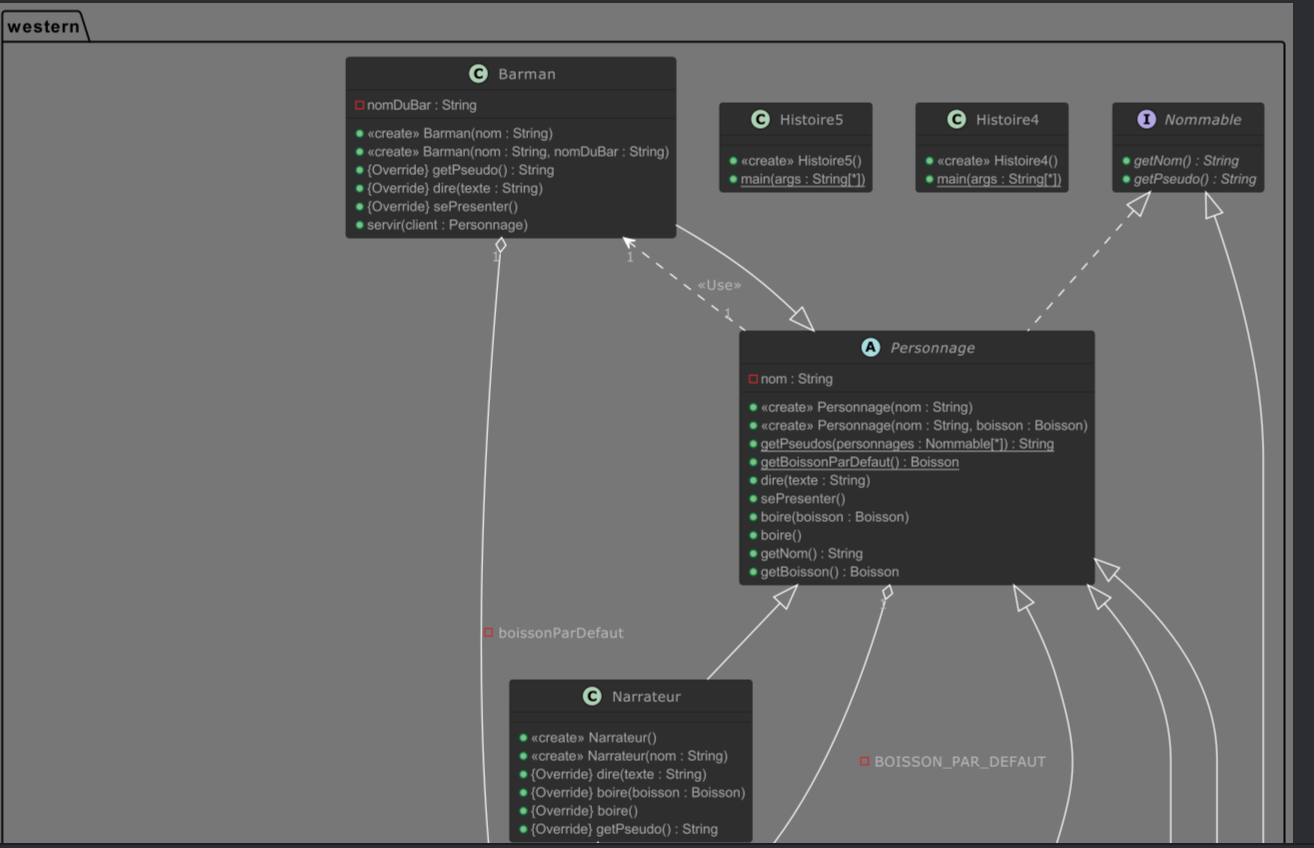 western
C Barman
nomDuBar : String
«create» Barman(nom : String)
«create» Barman(nom : String, nomDuBar : String)
{Override} getPseudo() : String
{Override} dire(texte : String)
{Override} sePresenter()
servir(client : Personnage)
C Histoire5
«create» Histoire5()
main(args : String[*])
C Histoire4
«create» Histoire4()
main(args : String[*])
I Nommable
getNom() : String
getPseudo() : String
1
1
«Use»
1
A Personnage
nom : String
«create» Personnage(nom : String)
«create» Personnage(nom : String, boisson : Boisson)
getPseudos(personnages : Nommable[*]) : String
getBoissonParDefaut() : Boisson
dire(texte : String)
sePresenter()
boire(boisson : Boisson)
boire()
getNom() : String
getBoisson() : Boisson
1
boissonParDefaut
C Narrateur
«create» Narrateur()
«create» Narrateur(nom : String)
{Override} dire(texte : String)
{Override} boire(boisson : Boisson)
{Override} boire()
{Override} getPseudo() : String
BOISSON_PAR_DEFAUT